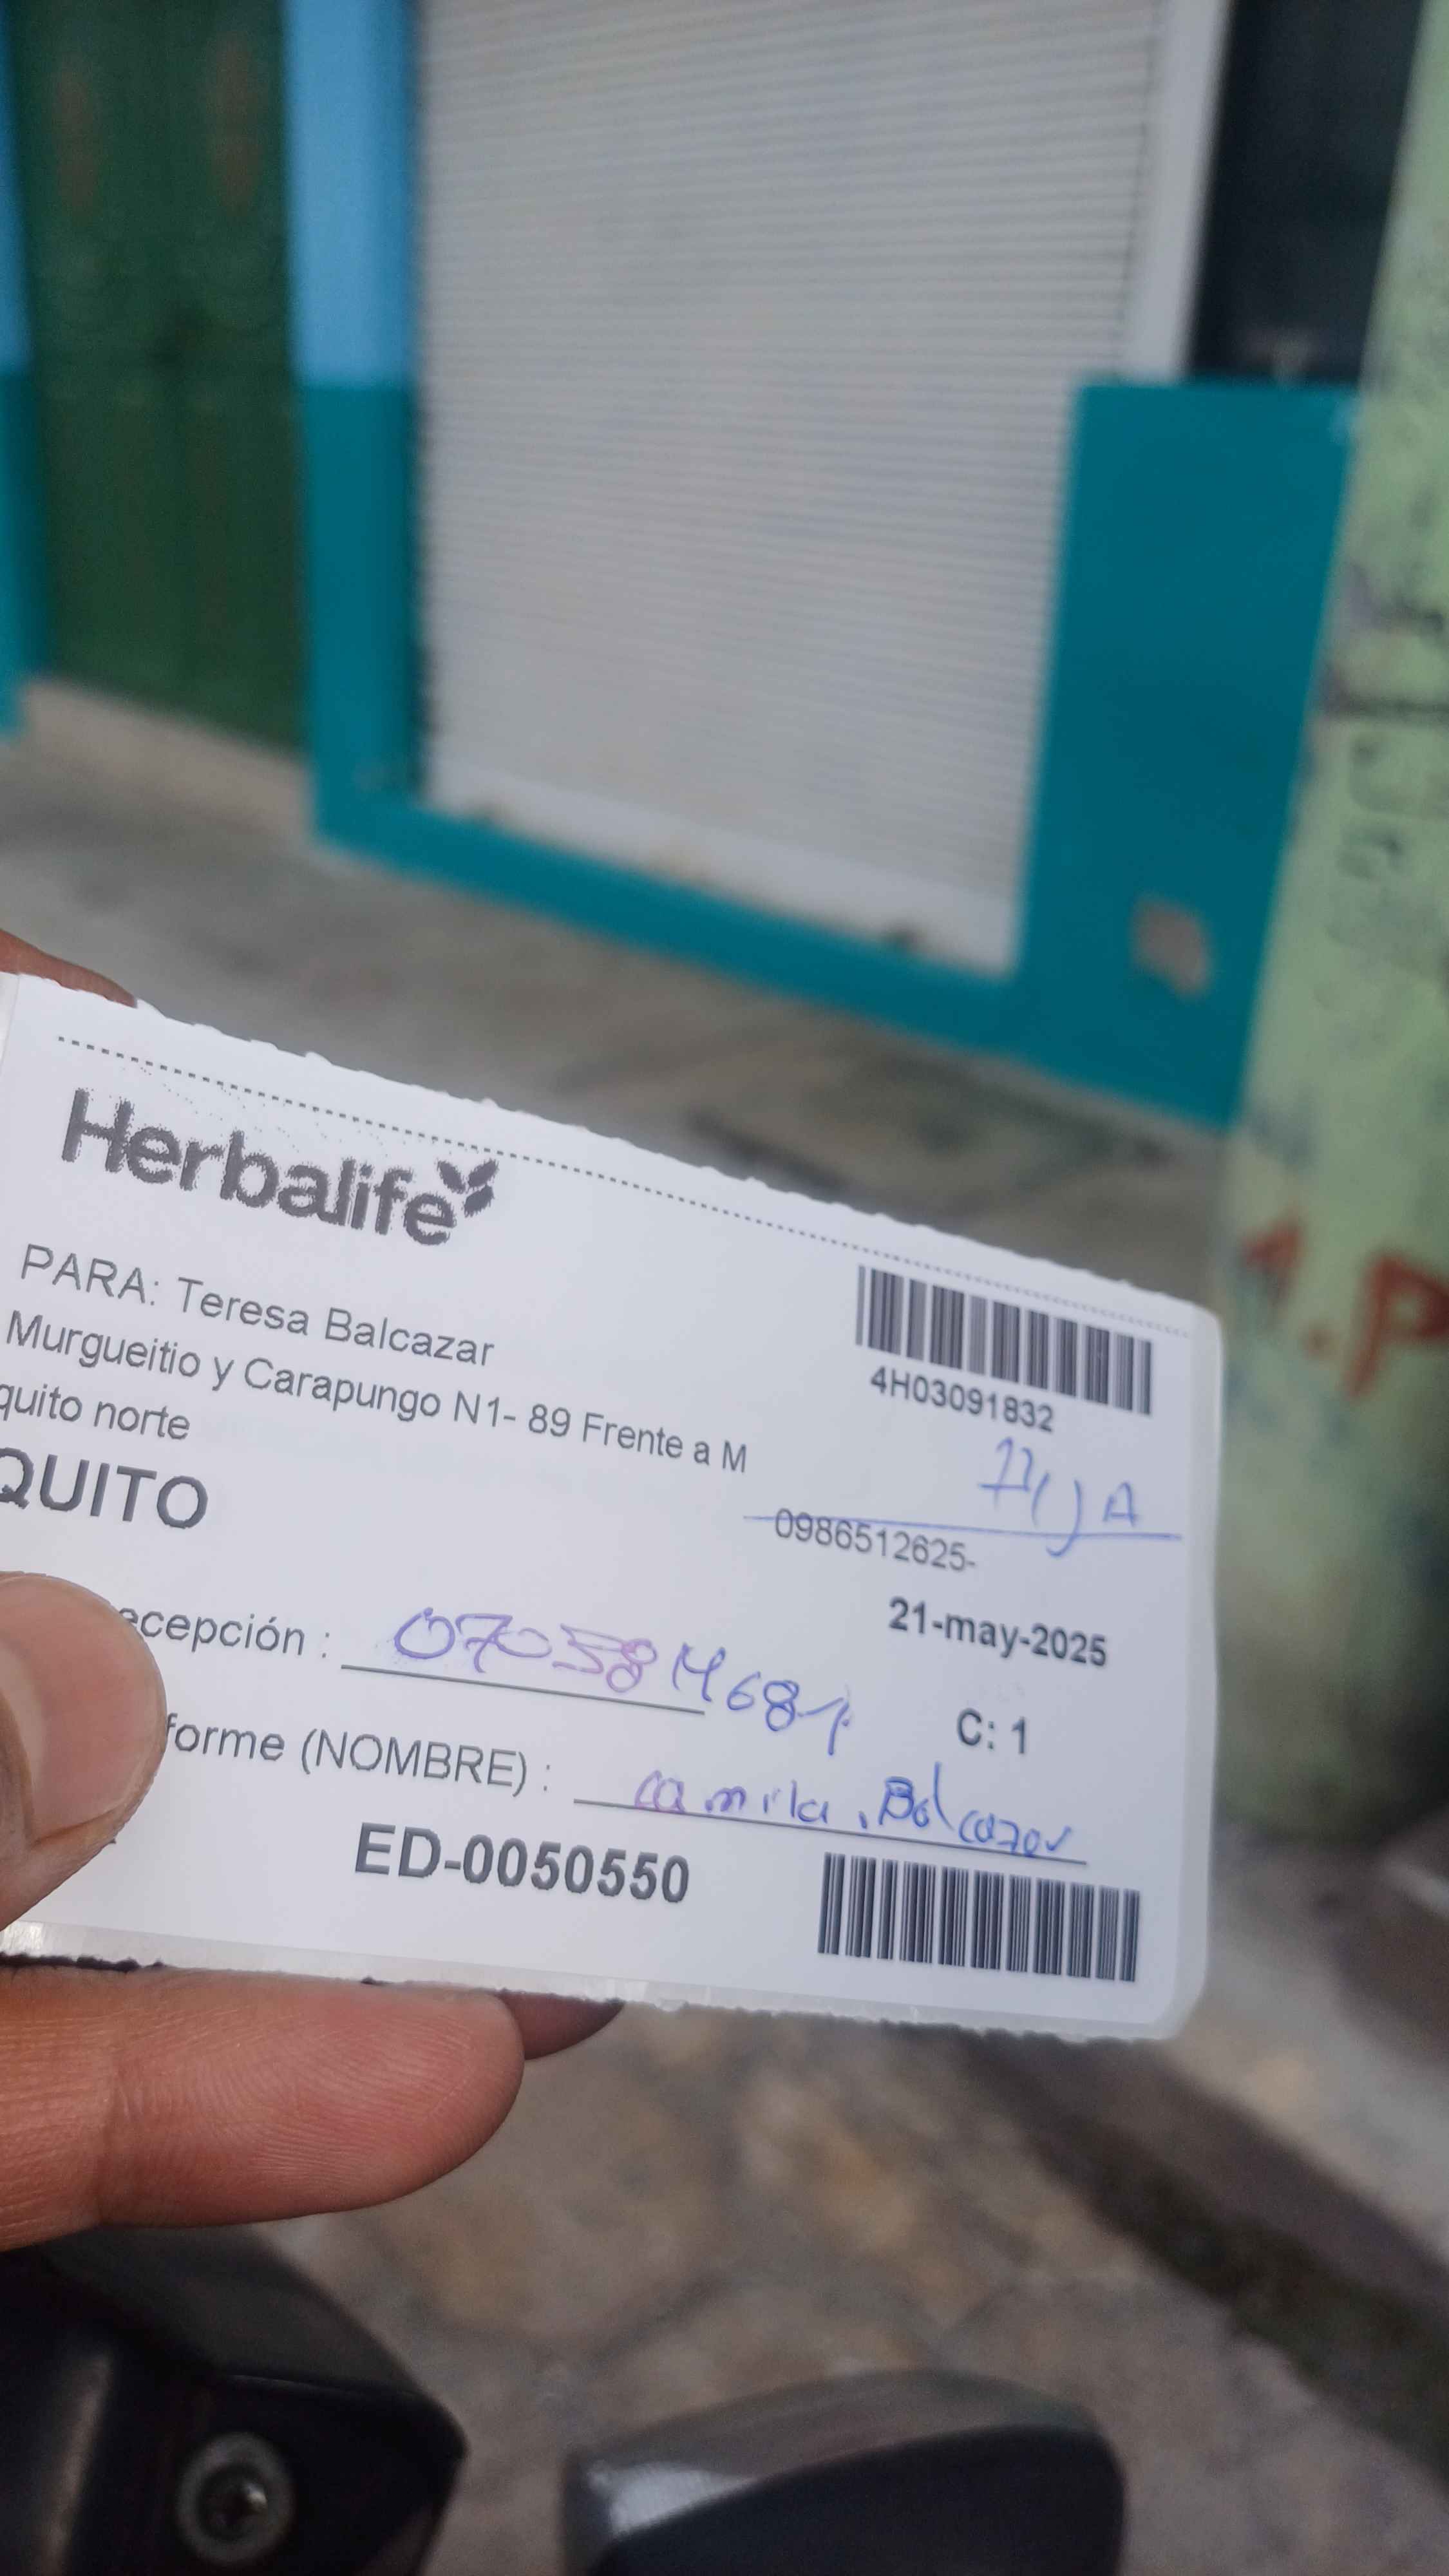 Herbalife
PARA: Teresa Balcazar
Murgueitio y Carapungo N1- 89 Frente a M
quito norte
QUITO
4H03091832
HIJA
0986512625-
21-may-2025
ecepción :
C: 1
forme (NOMBRE) : camila. Balcazar
ED-0050550